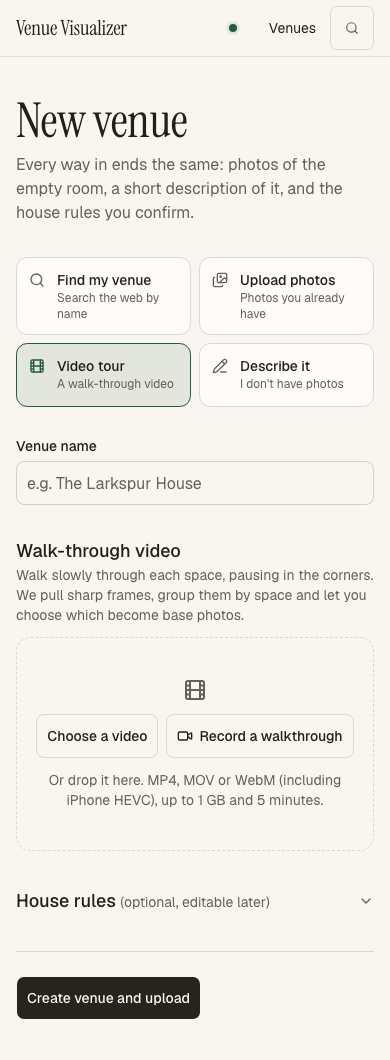 Venue Visualizer
Venues
New venue
Every way in ends the same: photos of the
empty room, a short description of it, and the
house rules you confirm.
Find my venue
Search the web by
name
Upload photos
Photos you already
have
Video tour
A walk-through video
Describe it
I don't have photos
Venue name
e.g. The Larkspur House
Walk-through video
Walk slowly through each space, pausing in the corners.
We pull sharp frames, group them by space and let you
choose which become base photos.
Choose a video
Record a walkthrough
Or drop it here. MP4, MOV or WebM (including
iPhone HEVC), up to 1 GB and 5 minutes.
House rules (optional, editable later)
Create venue and upload